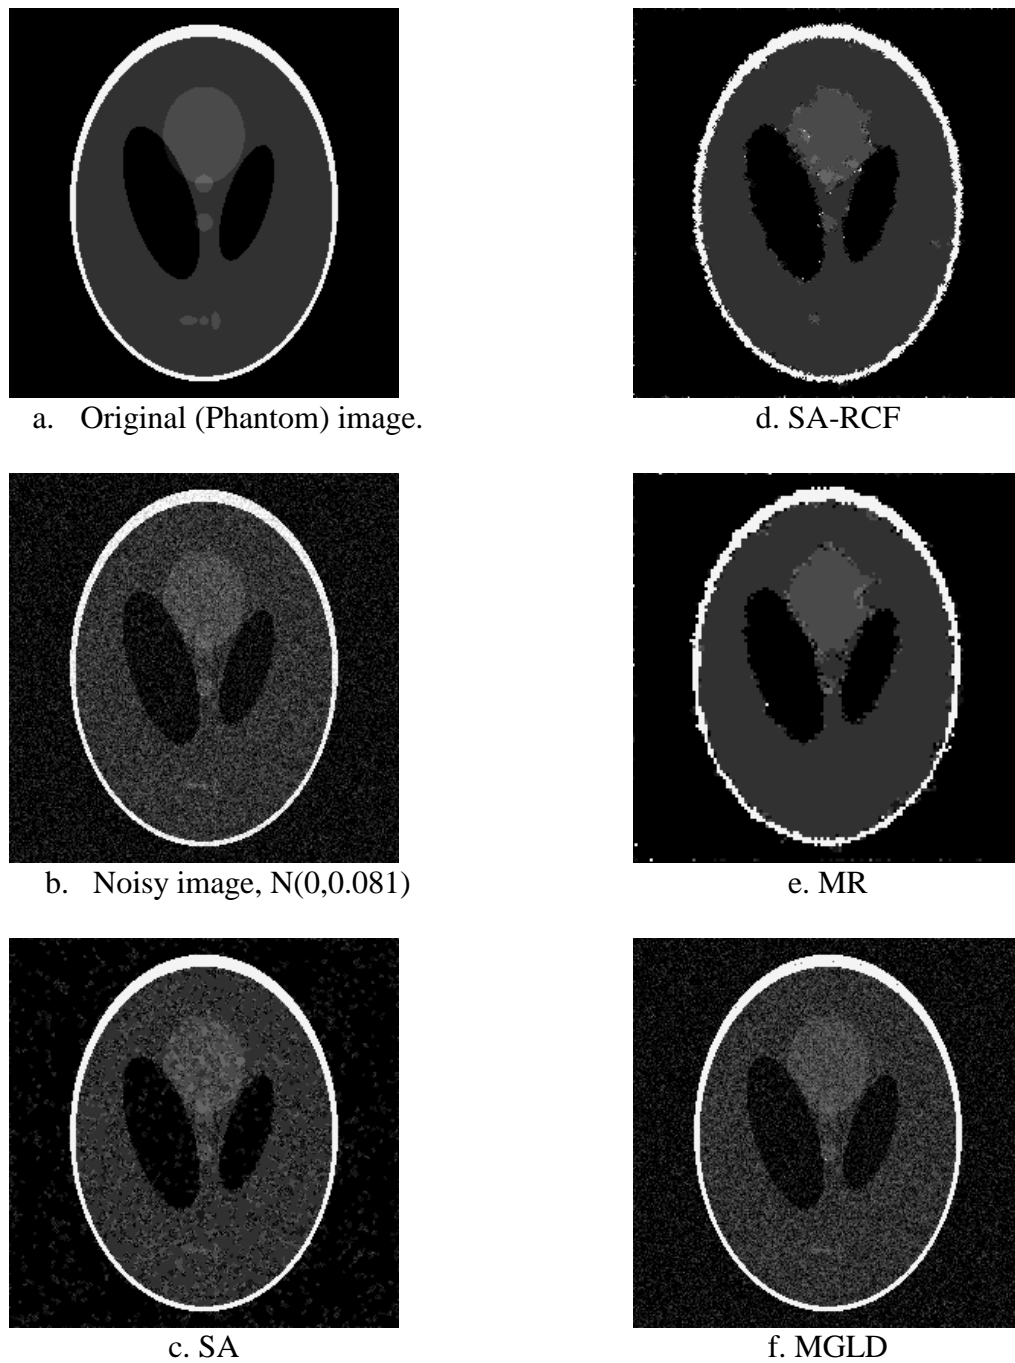 a. Original (Phantom) image.
d. SA-RCF
b. Noisy image, N(0,0.081)
e. MR
c. SA
f. MGLD